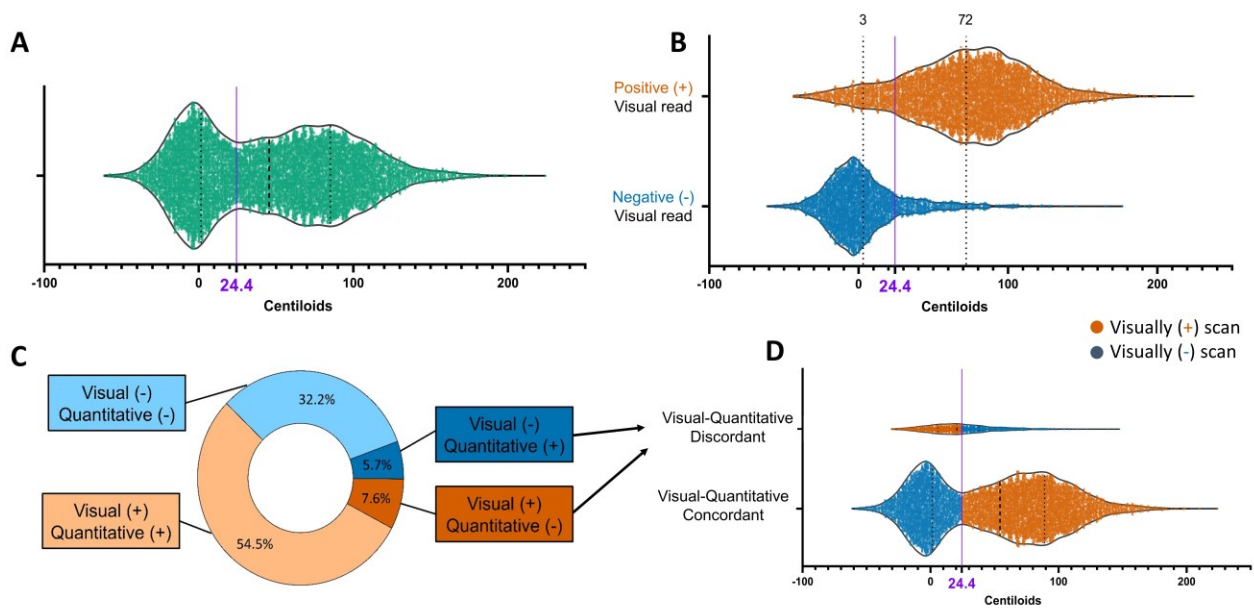 A
-100
0
24.4
100
200
Centiloids
B
3
72
Positive (+)
Visual read
Negative (-)
Visual read
-100
0
24.4
100
200
Centiloids
C
Visual (-)
Quantitative (-)
32.2%
Visual (-)
Quantitative (+)
5.7%
7.6%
Visual (+)
Quantitative (-)
Visual (+)
Quantitative (+)
54.5%
D
Visually (+) scan
Visually (-) scan
Visual-Quantitative
Discordant
Visual-Quantitative
Concordant
-100
0
24.4
100
200
Centiloids